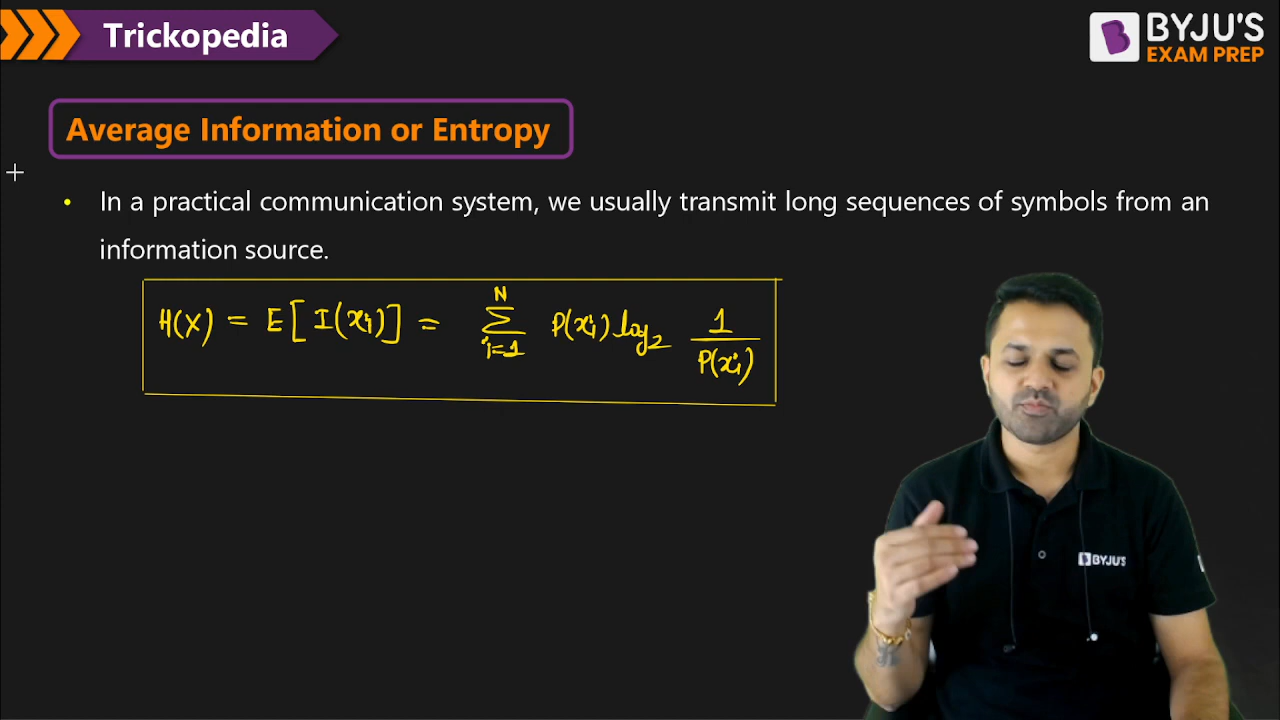 Trickopedia
BYJU'S
EXAM PREP
Average Information or Entropy
• In a practical communication system, we usually transmit long sequences of symbols from an
information source.
H(X) = E[I(xi)] = N∑i=1 P(xi) log2 1/P(xi)
BYJU'S